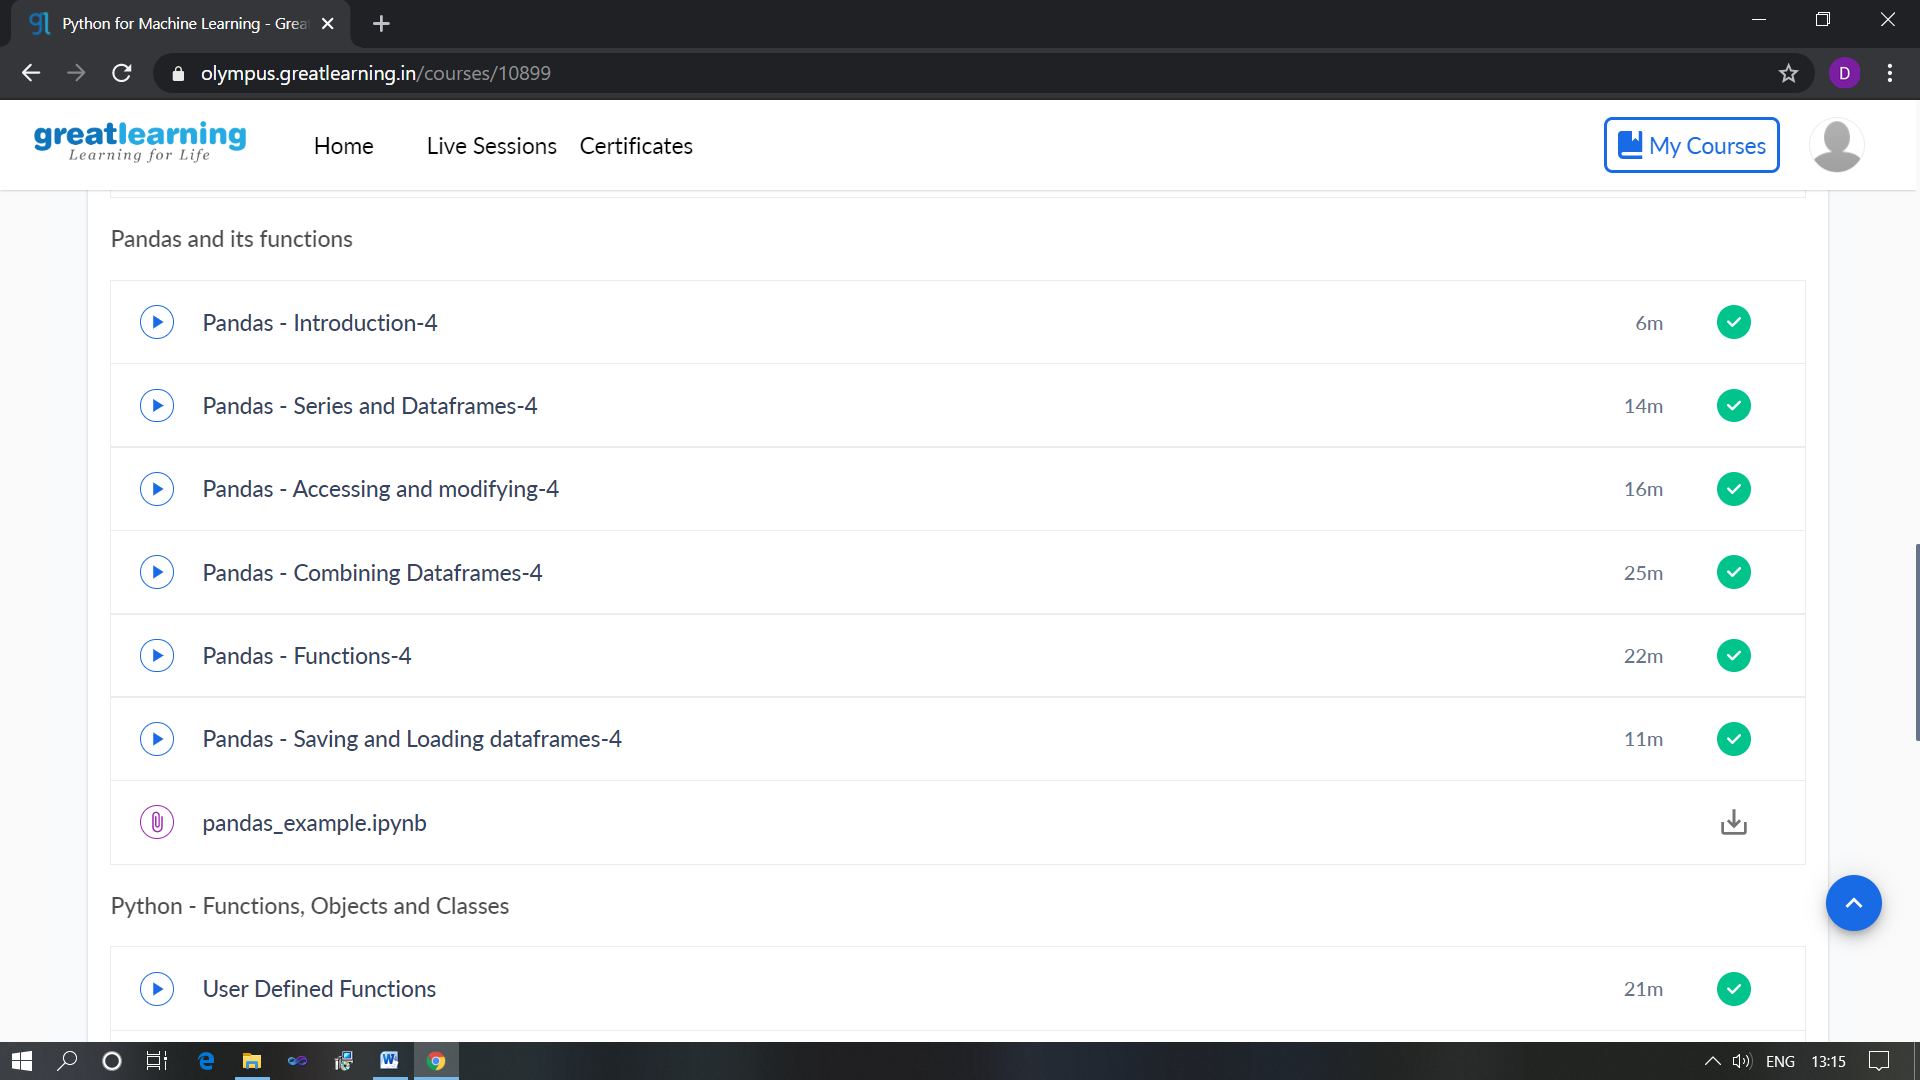 Python for Machine Learning - Grea
olympus.greatlearning.in/courses/10899
D
greatlearning
Learning for Life
Home Live Sessions Certificates
My Courses
Pandas and its functions
Pandas - Introduction-4 6m
Pandas - Series and Dataframes-4 14m
Pandas - Accessing and modifying-4 16m
Pandas - Combining Dataframes-4 25m
Pandas - Functions-4 22m
Pandas - Saving and Loading dataframes-4 11m
pandas_example.ipynb
Python - Functions, Objects and Classes
User Defined Functions 21m
ENG 13:15